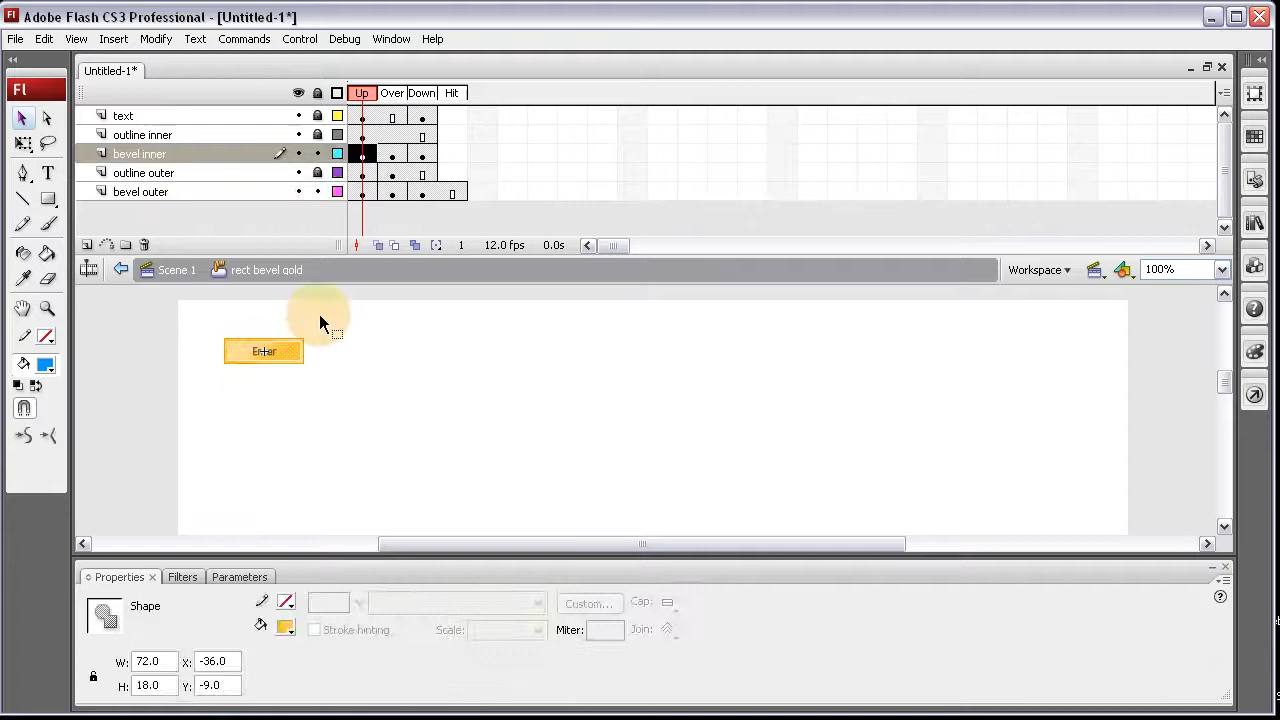 Adobe Flash CS3 Professional - [Untitled-1*]
File Edit View Insert Modify Text Commands Control Debug Window Help
Untitled-1*
Fl
Up Over Down Hit
text
outline inner
bevel inner
outline outer
bevel outer
1 12.0 fps 0.0s
Scene 1 rect bevel gold Workspace 100%
Enter
Properties Filters Parameters
Shape Custom... Cap:
Stroke hinting Scale: Miter: Join:
W: 72.0 X: -36.0
H: 18.0 Y: -9.0